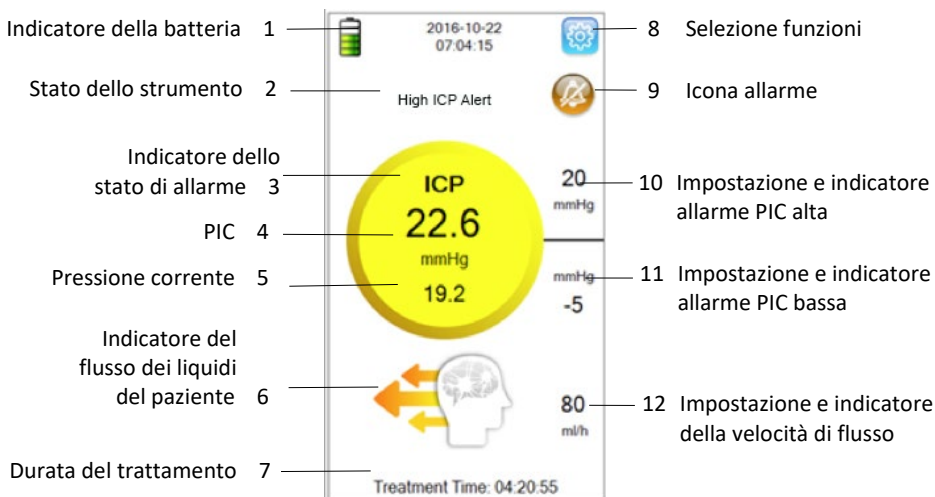 Indicatore della batteria 1
2016-10-22
07:04:15
8 Selezione funzioni
Stato dello strumento 2
High ICP Alert
9 Icona allarme
Indicatore dello
stato di allarme 3
ICP
22.6
mmHg
19.2
PIC 4
Pressione corrente 5
20
mmHg
10 Impostazione e indicatore
allarme PIC alta
mmHg
-5
11 Impostazione e indicatore
allarme PIC bassa
Indicatore del
flusso dei liquidi
del paziente 6
80
ml/h
12 Impostazione e indicatore
della velocità di flusso
Durata del trattamento 7
Treatment Time: 04:20:55